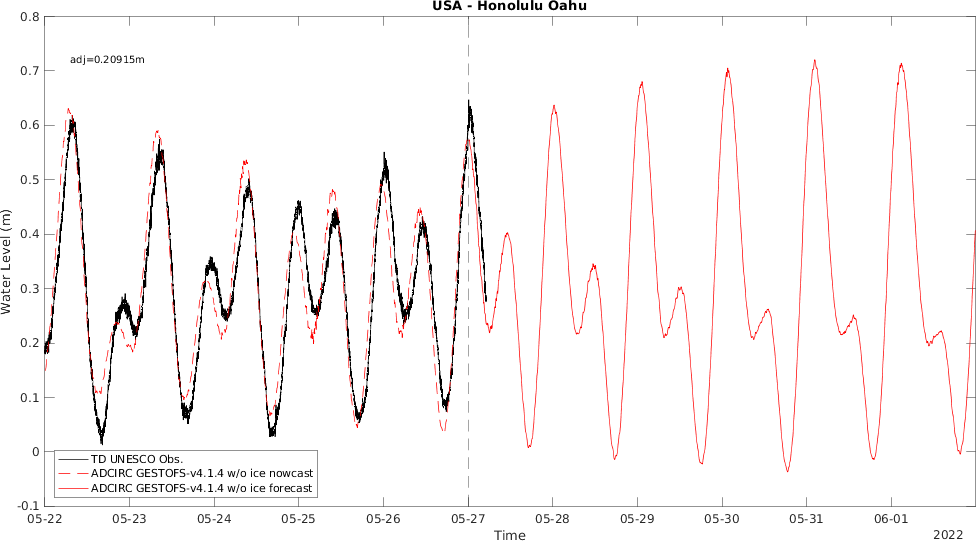 USA - Honolulu Oahu
0.8
0.7
0.6
0.5
0.4
0.3
0.2
0.1
0
-0.1
Water Level (m)
adj=0.20915m
TD UNESCO Obs.
ADCIRC GESTOFS-v4.1.4 w/o ice nowcast
ADCIRC GESTOFS-v4.1.4 w/o ice forecast
05-22 05-23 05-24 05-25 05-26 05-27 05-28 05-29 05-30 05-31 06-01
Time
2022